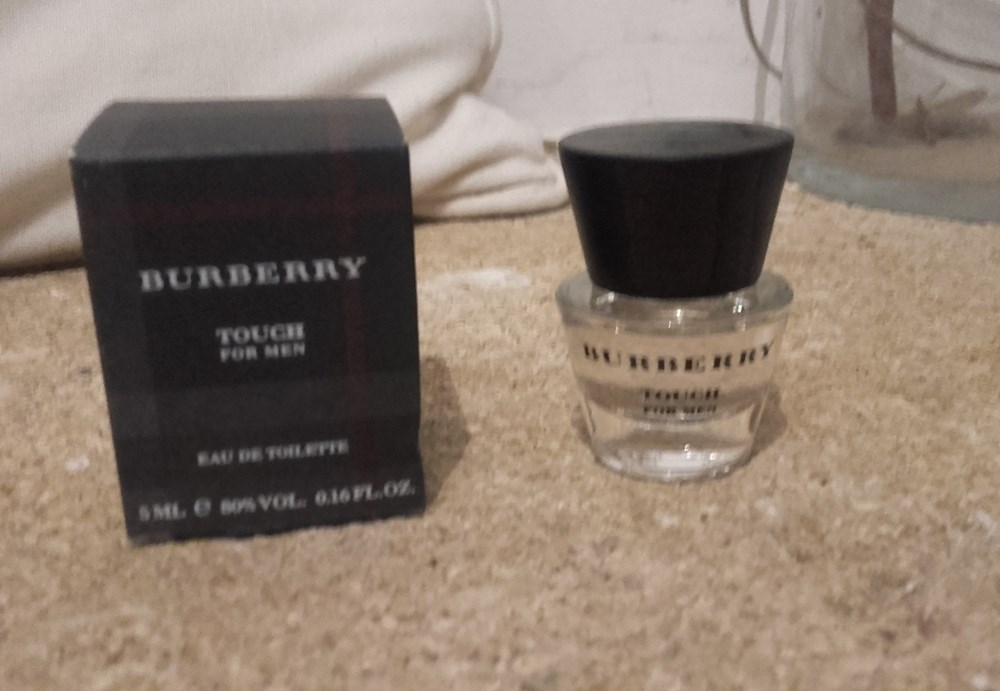 BURBERRY
TOUCH
FOR MEN
EAU DE TOILETTE
5 ML. e 80% VOL. 0.16 FL.OZ.
BURBERRY
TOUCH
FOR MEN